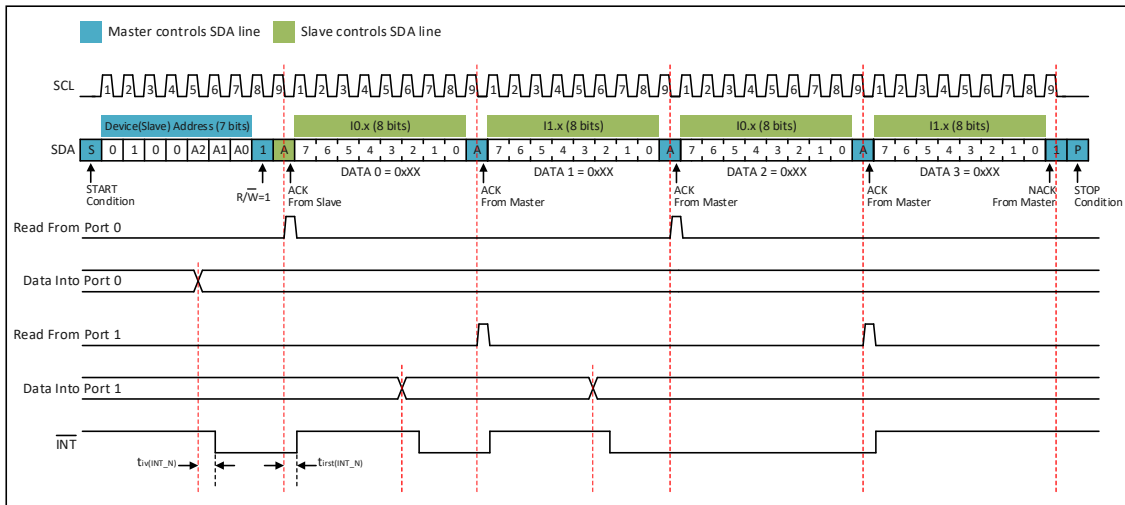 Master controls SDA line Slave controls SDA line
SCL 1 2 3 4 5 6 7 8 9 1 2 3 4 5 6 7 8 9 1 2 3 4 5 6 7 8 9 1 2 3 4 5 6 7 8 9 1 2 3 4 5 6 7 8 9
Device(Slave) Address (7 bits) I0.x (8 bits) I1.x (8 bits) I0.x (8 bits) I1.x (8 bits)
SDA S 0 1 0 0 A2 A1 A0 1 A 7 6 5 4 3 2 1 0 A 7 6 5 4 3 2 1 0 A 7 6 5 4 3 2 1 0 A 7 6 5 4 3 2 1 0 1 P
DATA 0 = 0xXX DATA 1 = 0xXX DATA 2 = 0xXX DATA 3 = 0xXX
START Condition
R/W̅=1
ACK From Slave
ACK From Master
ACK From Master
ACK From Master
NACK From Master
STOP Condition
Read From Port 0
Data Into Port 0
Read From Port 1
Data Into Port 1
I̅N̅T̅
tiv(INT_N) tirst(INT_N)